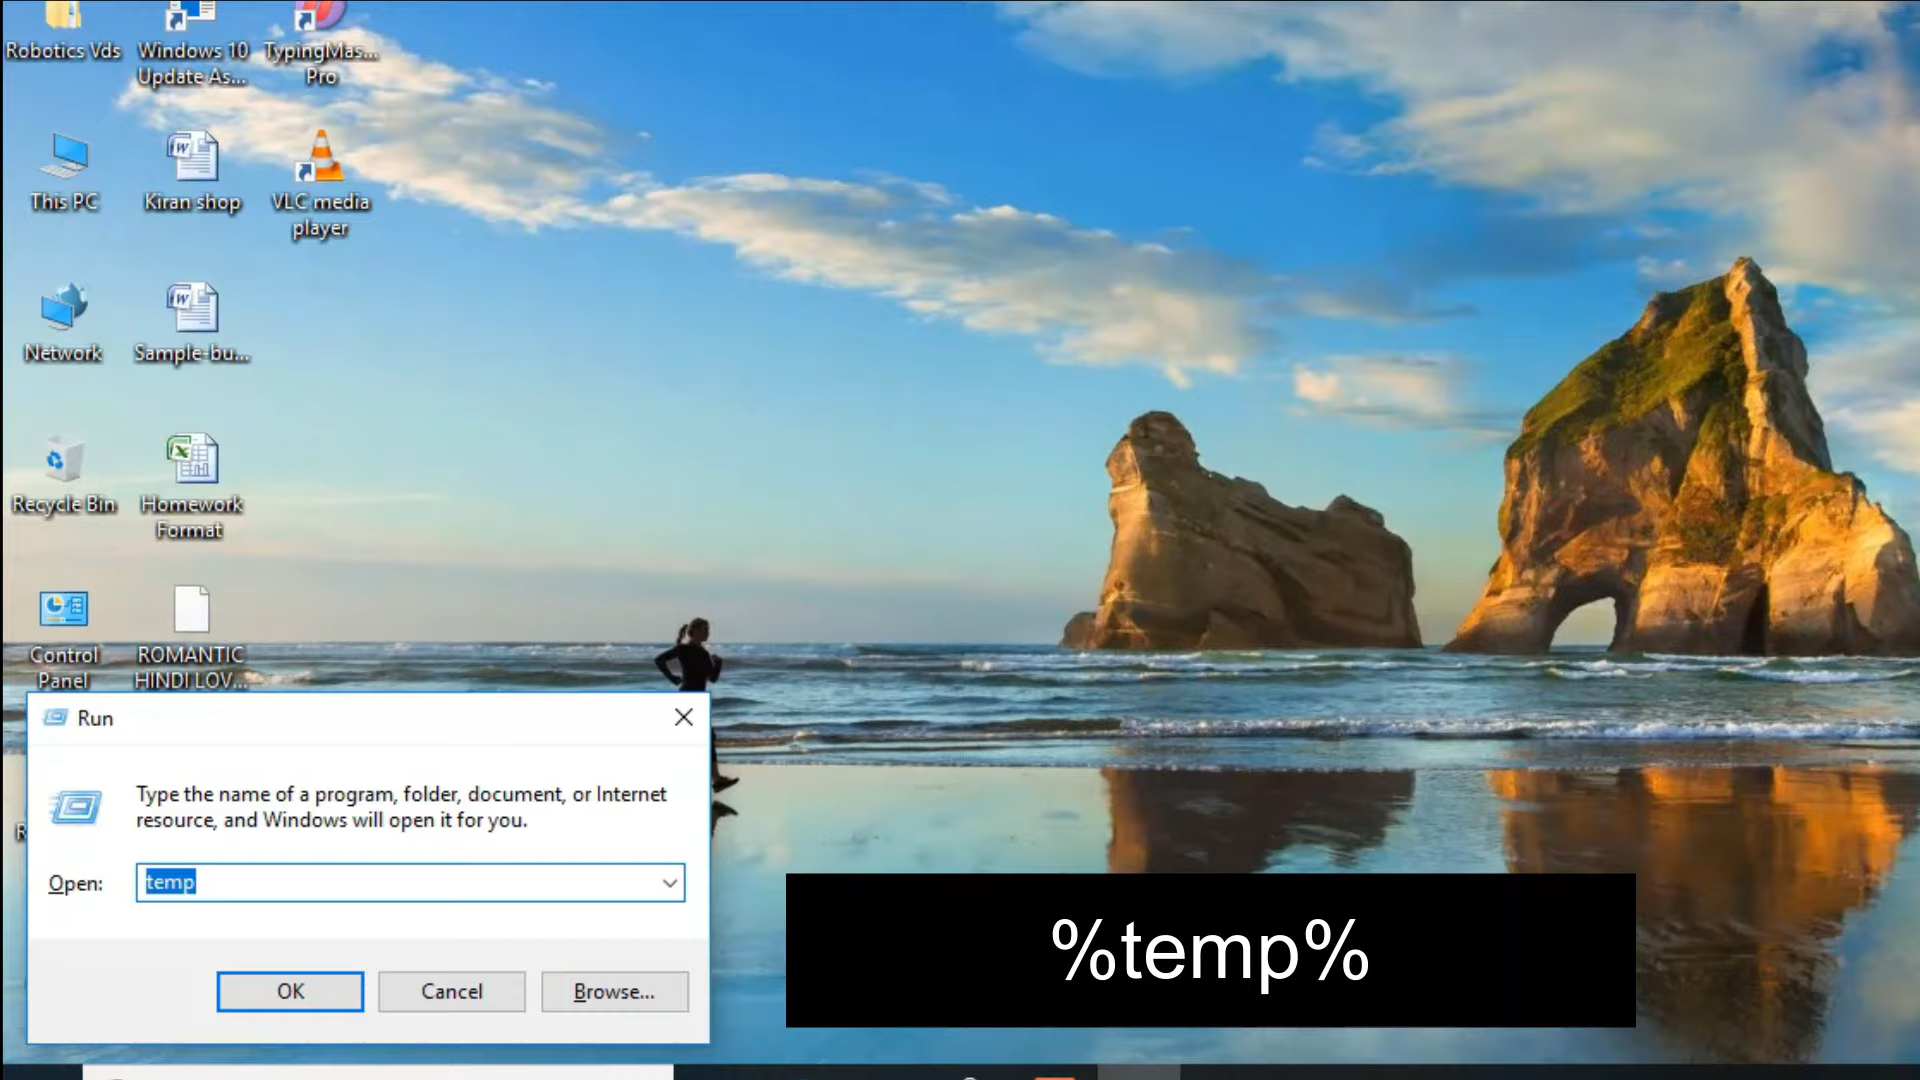 Robotics Vds
Windows 10
Update As...
TypingMas...
Pro
This PC
Kiran shop
VLC media
player
Network
Sample-bu...
Recycle Bin
Homework
Format
Control
Panel
ROMANTIC
HINDI LOV...
Run
Type the name of a program, folder, document, or Internet
resource, and Windows will open it for you.
Open:
temp
OK
Cancel
Browse...
%temp%